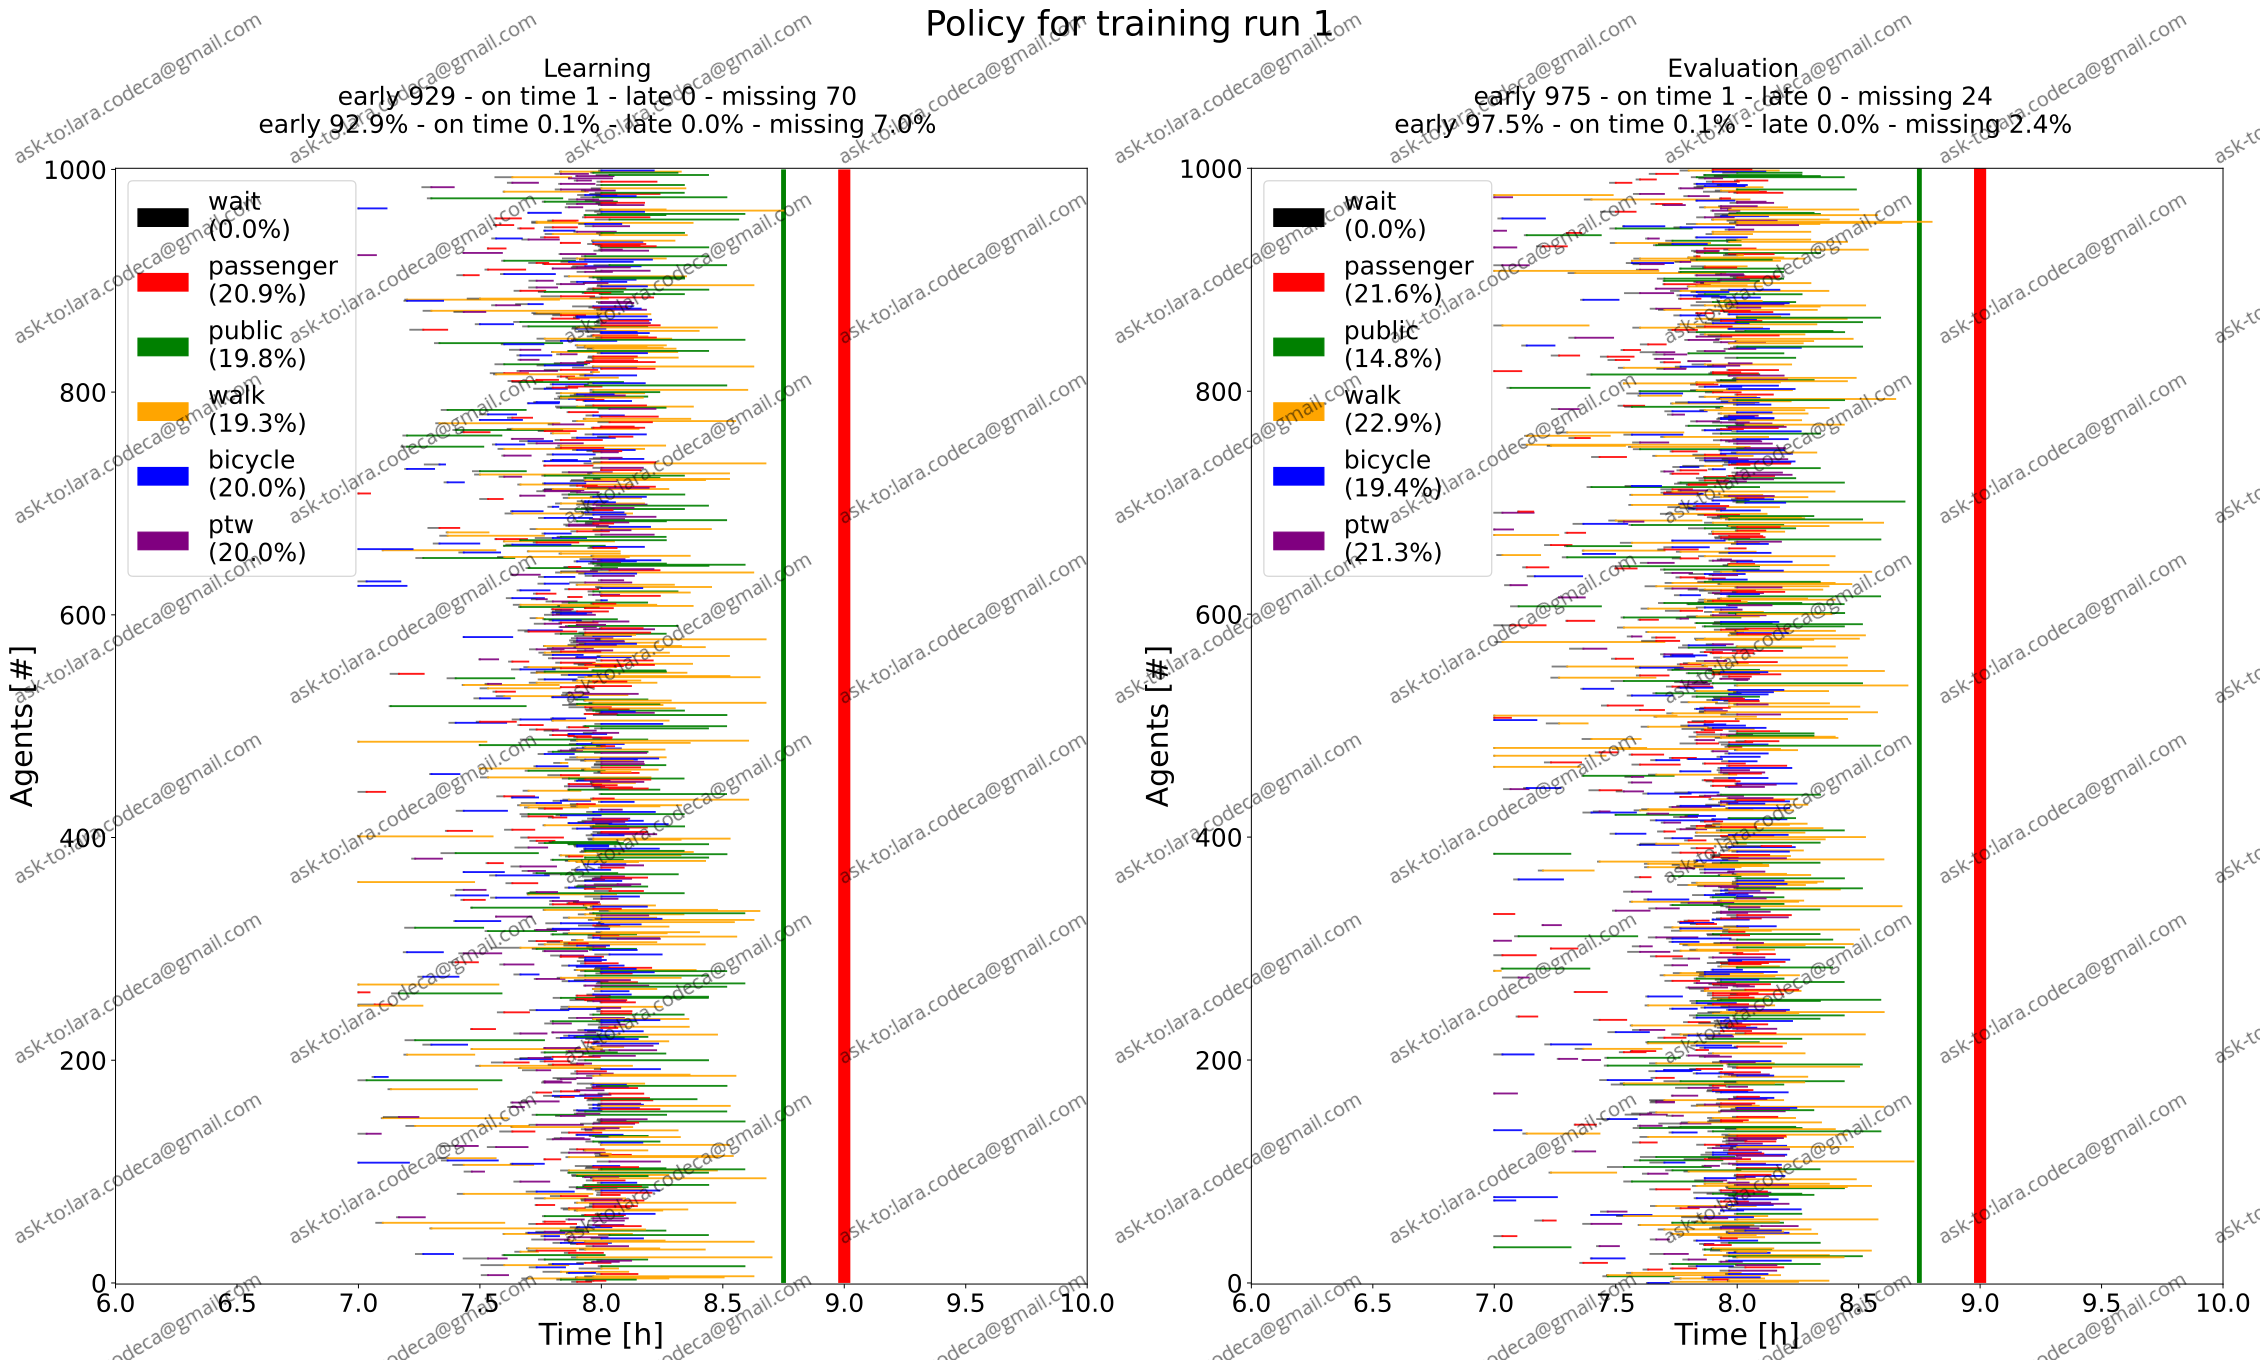 Policy for training run 1
Learning
early 929 - on time 1 - late 0 - missing 70
early 92.9% - on time 0.1% - late 0.0% - missing 7.0%
Agents [#]
1000
800
600
400
200
0
wait
(0.0%)
passenger
(20.9%)
public
(19.8%)
walk
(19.3%)
bicycle
(20.0%)
ptw
(20.0%)
6.0 6.5 7.0 7.5 8.0 8.5 9.0 9.5 10.0
Time [h]
Evaluation
early 975 - on time 1 - late 0 - missing 24
early 97.5% - on time 0.1% - late 0.0% - missing 2.4%
Agents [#]
1000
800
600
400
200
0
wait
(0.0%)
passenger
(21.6%)
public
(14.8%)
walk
(22.9%)
bicycle
(19.4%)
ptw
(21.3%)
6.0 6.5 7.0 7.5 8.0 8.5 9.0 9.5 10.0
Time [h]
ask-to:lara.codeca@gmail.com